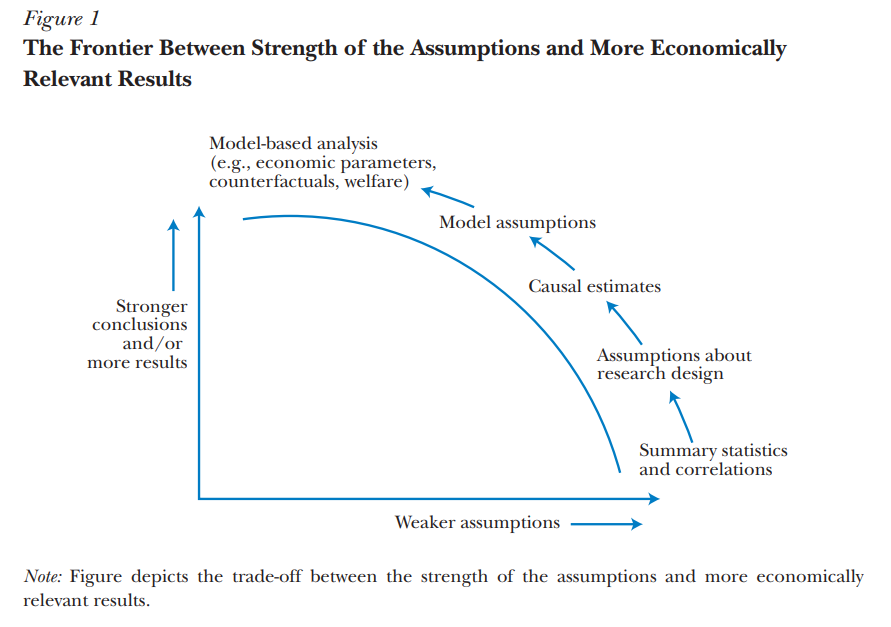 Figure 1
The Frontier Between Strength of the Assumptions and More Economically
Relevant Results
Model-based analysis
(e.g., economic parameters,
counterfactuals, welfare)
Model assumptions
Causal estimates
Stronger
conclusions
and/or
more results
Assumptions about
research design
Summary statistics
and correlations
Weaker assumptions
Note: Figure depicts the trade-off between the strength of the assumptions and more economically
relevant results.